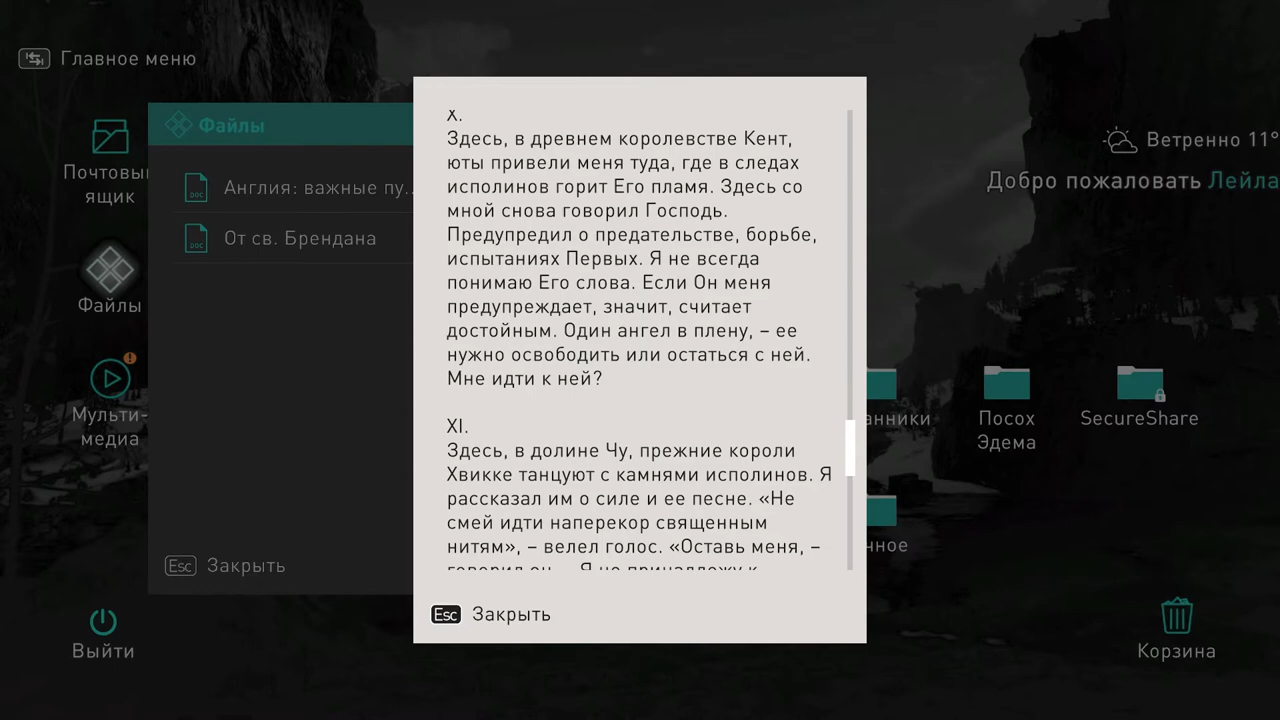 Главное меню
Файлы
Почтовый
ящик
Англия: важные пу...
От св. Брендана
Файлы
Мульти-
медиа
Esc Закрыть
Выйти
X.
Здесь, в древнем королевстве Кент,
юты привели меня туда, где в следах
исполинов горит Его пламя. Здесь со
мной снова говорил Господь.
Предупредил о предательстве, борьбе,
испытаниях Первых. Я не всегда
понимаю Его слова. Если Он меня
предупреждает, значит, считает
достойным. Один ангел в плену, – ее
нужно освободить или остаться с ней.
Мне идти к ней?
XI.
Здесь, в долине Чу, прежние короли
Хвикке танцуют с камнями исполинов. Я
рассказал им о силе и ее песне. «Не
смей идти наперекор священным
нитям», – велел голос. «Оставь меня, –
Esc Закрыть
Ветренно 11°
Добро пожаловать Лейла
анники
Посох
Эдема
SecureShare
чное
Корзина